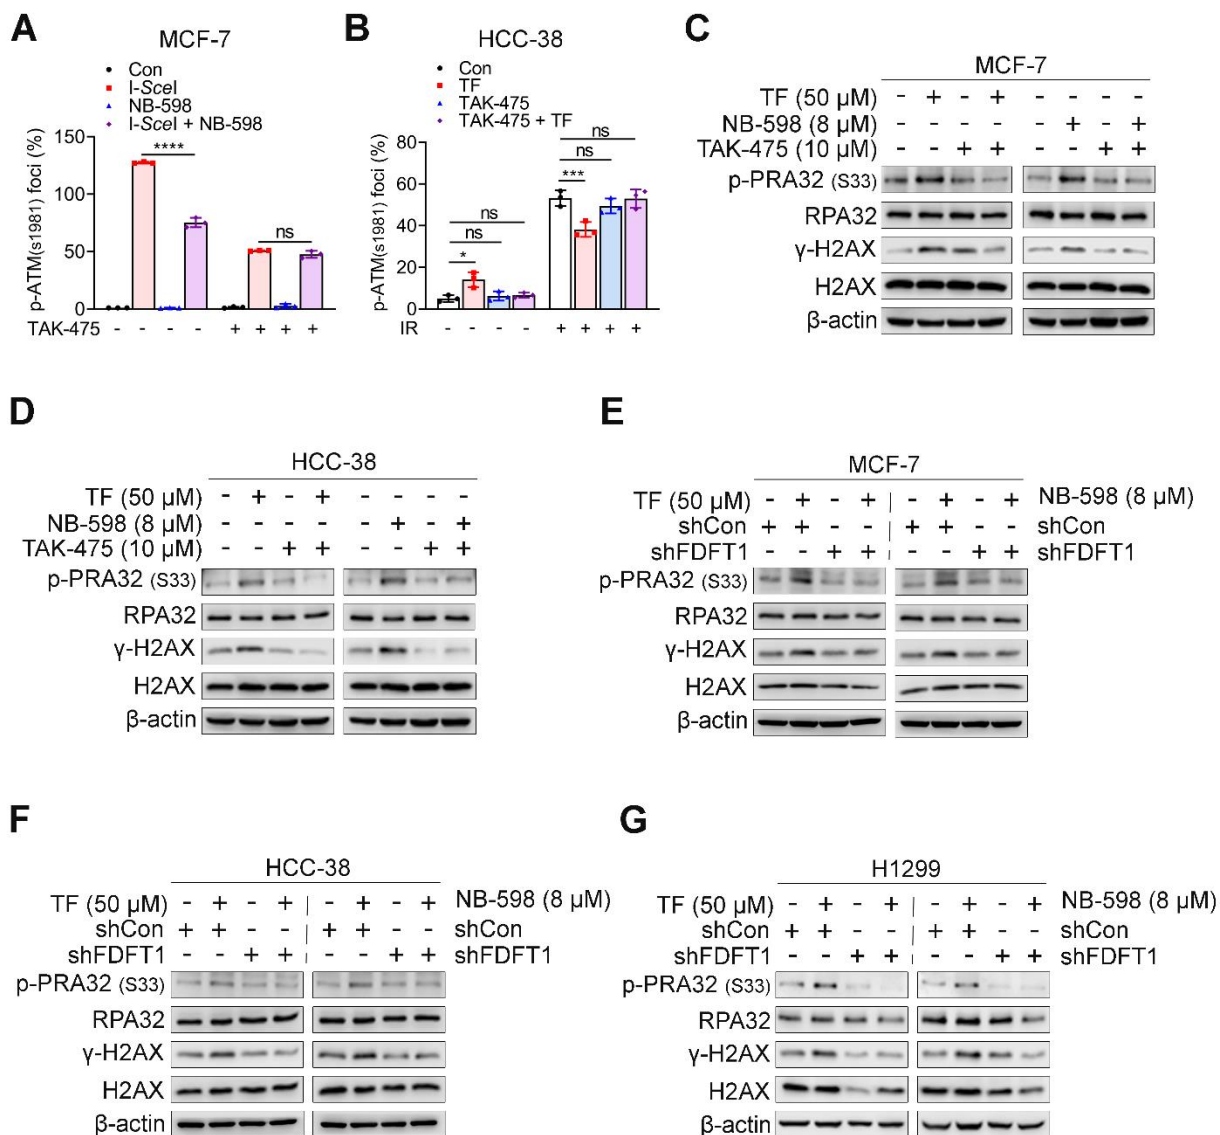 A
MCF-7
Con
I-SceI
NB-598
I-SceI + NB-598
p-ATM(s1981) foci (%)
150
100
50
0
****
ns
TAK-475 - - - - + + + +
B
HCC-38
Con
TF
TAK-475
TAK-475 + TF
p-ATM(s1981) foci (%)
80
60
40
20
0
ns
ns
*
ns
ns
***
IR - - - - + + + +
C
MCF-7
TF (50 μM) - + - + - - - -
NB-598 (8 μM) - - - - - + - +
TAK-475 (10 μM) - - + + - - + +
p-PRA32 (S33)
RPA32
γ-H2AX
H2AX
β-actin
D
HCC-38
TF (50 μM) - + - + - - - -
NB-598 (8 μM) - - - - - + - +
TAK-475 (10 μM) - - + + - - + +
p-PRA32 (S33)
RPA32
γ-H2AX
H2AX
β-actin
E
MCF-7
TF (50 μM) - + - + - + - + NB-598 (8 μM)
shCon + + - - + + - - shCon
shFDFT1 - - + + - - + + shFDFT1
p-PRA32 (S33)
RPA32
γ-H2AX
H2AX
β-actin
F
HCC-38
TF (50 μM) - + - + - + - + NB-598 (8 μM)
shCon + + - - + + - - shCon
shFDFT1 - - + + - - + + shFDFT1
p-PRA32 (S33)
RPA32
γ-H2AX
H2AX
β-actin
G
H1299
TF (50 μM) - + - + - + - + NB-598 (8 μM)
shCon + + - - + + - - shCon
shFDFT1 - - + + - - + + shFDFT1
p-PRA32 (S33)
RPA32
γ-H2AX
H2AX
β-actin